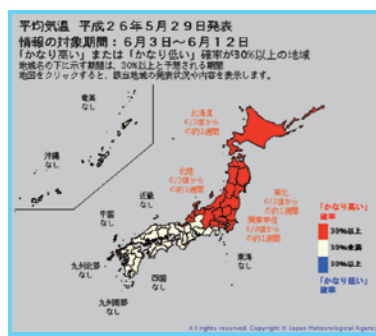 平均気温 平成26年5月29日発表
情報の対象期間：6月3日～6月12日
「かなり高い」または「かなり低い」確率が30%以上の地域
地域名の下に示す期間は、30%以上と予想される期間
地図をクリックすると、該当地域の発表状況や内容を表示します。
奄美
なし
沖縄
なし
北海道
6/3頃から
の約1週間
北陸
6/3頃から
の約1週間
東北
6/3頃から
の約1週間
関東甲信
6/3頃から
の約1週間
近畿
なし
中国
なし
東海
なし
四国
なし
九州北部
なし
九州南部
なし
「かなり高い」
確率
30%以上
30%未満
30%以上
「かなり低い」
確率
All rights reserved. Copyright © Japan Meteorological Agency